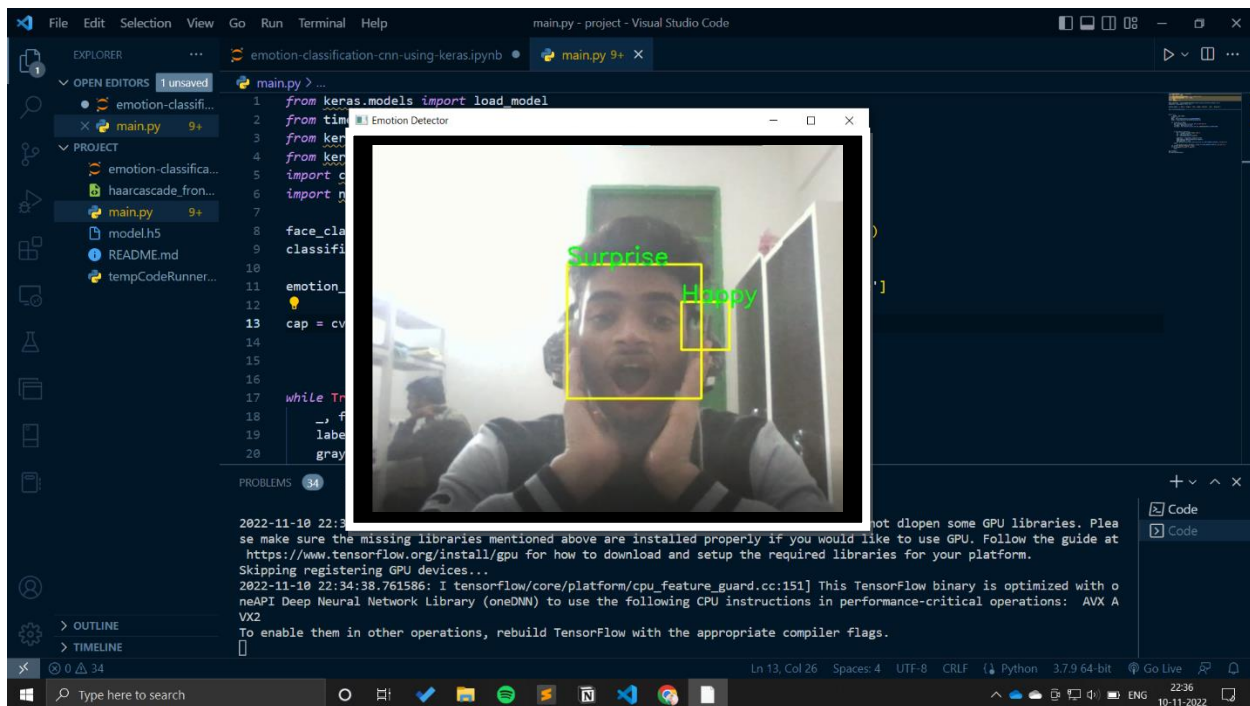 File Edit Selection View Go Run Terminal Help
main.py - project - Visual Studio Code
EXPLORER
emotion-classification-cnn-using-keras.ipynb
main.py 9+
OPEN EDITORS 1 unsaved
emotion-classifi...
main.py 9+
PROJECT
emotion-classifica...
haarcascade_fron...
main.py 9+
model.h5
README.md
tempCodeRunner...
OUTLINE
TIMELINE
main.py > ...
1 from keras.models import load_model
2 from tim
3 from ker
4 from ker
5 import c
6 import n
7
8 face_cla )
9 classifi
10
11 emotion_ ']
12
13 cap = cv
14
15
16
17 while Tr
18 _, f
19 labe
20 gray
Emotion Detector
Surprise
Happy
PROBLEMS 34
Code
Code
2022-11-10 22:3 not dlopen some GPU libraries. Plea
se make sure the missing libraries mentioned above are installed properly if you would like to use GPU. Follow the guide at
https://www.tensorflow.org/install/gpu for how to download and setup the required libraries for your platform.
Skipping registering GPU devices...
2022-11-10 22:34:38.761586: I tensorflow/core/platform/cpu_feature_guard.cc:151] This TensorFlow binary is optimized with o
neAPI Deep Neural Network Library (oneDNN) to use the following CPU instructions in performance-critical operations: AVX A
VX2
To enable them in other operations, rebuild TensorFlow with the appropriate compiler flags.
0 34
Ln 13, Col 26 Spaces: 4 UTF-8 CRLF Python 3.7.9 64-bit Go Live
Type here to search
ENG
22:36
10-11-2022
1